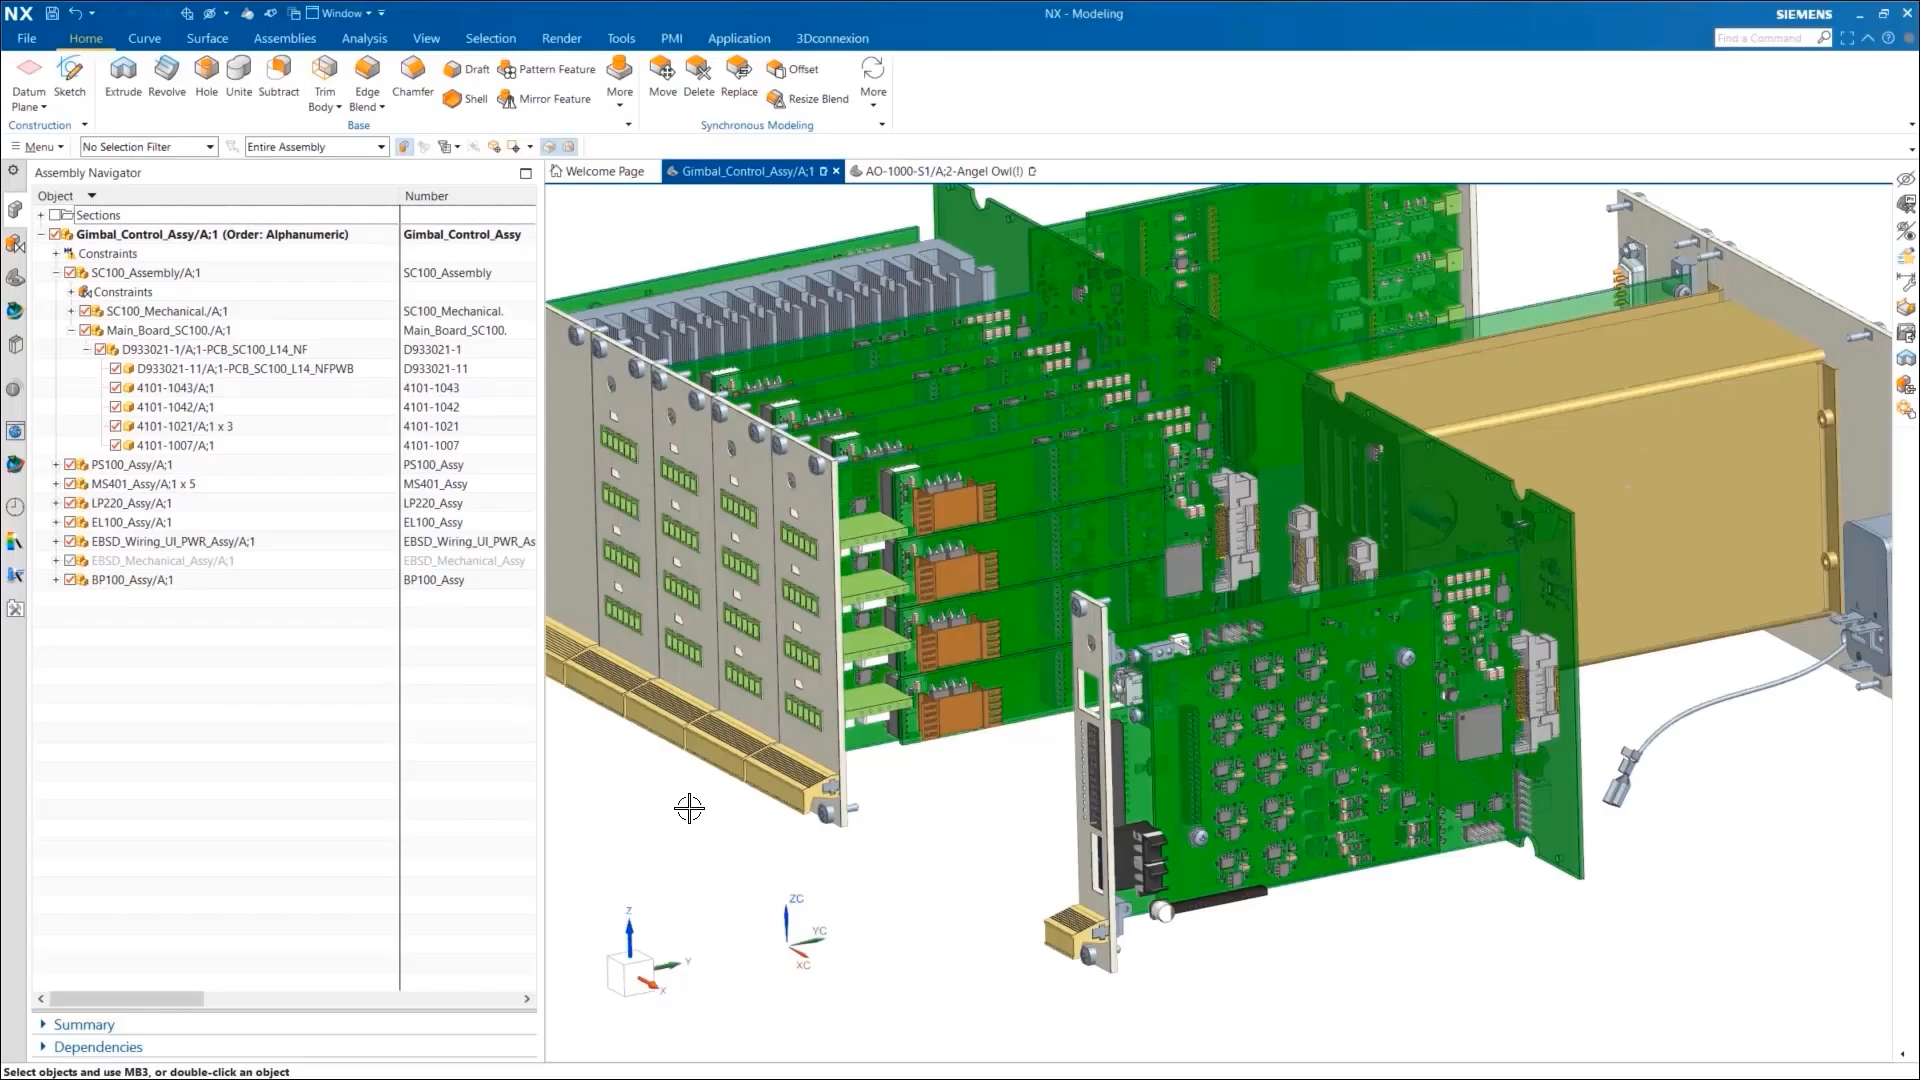 NX Window NX - Modeling SIEMENS
File Home Curve Surface Assemblies Analysis View Selection Render Tools PMI Application 3Dconnexion Find a Command
Datum Plane Sketch Extrude Revolve Hole Unite Subtract Trim Body Edge Blend Chamfer Draft Shell Pattern Feature Mirror Feature More Move Delete Replace Offset Resize Blend More
Construction Base Synchronous Modeling
Menu No Selection Filter Entire Assembly
Assembly Navigator Welcome Page Gimbal_Control_Assy/A;1 AO-1000-S1/A;2-Angel Owl(!)
Object Number
Sections
Gimbal_Control_Assy/A;1 (Order: Alphanumeric) Gimbal_Control_Assy
Constraints
SC100_Assembly/A;1 SC100_Assembly
Constraints
SC100_Mechanical./A;1 SC100_Mechanical.
Main_Board_SC100./A;1 Main_Board_SC100.
D933021-1/A;1-PCB_SC100_L14_NF D933021-1
D933021-11/A;1-PCB_SC100_L14_NFPWB D933021-11
4101-1043/A;1 4101-1043
4101-1042/A;1 4101-1042
4101-1021/A;1 x 3 4101-1021
4101-1007/A;1 4101-1007
PS100_Assy/A;1 PS100_Assy
MS401_Assy/A;1 x 5 MS401_Assy
LP220_Assy/A;1 LP220_Assy
EL100_Assy/A;1 EL100_Assy
EBSD_Wiring_UI_PWR_Assy/A;1 EBSD_Wiring_UI_PWR_As
EBSD_Mechanical_Assy/A;1 EBSD_Mechanical_Assy
BP100_Assy/A;1 BP100_Assy
Z Y X
ZC YC XC
Summary
Dependencies
Select objects and use MB3, or double-click an object